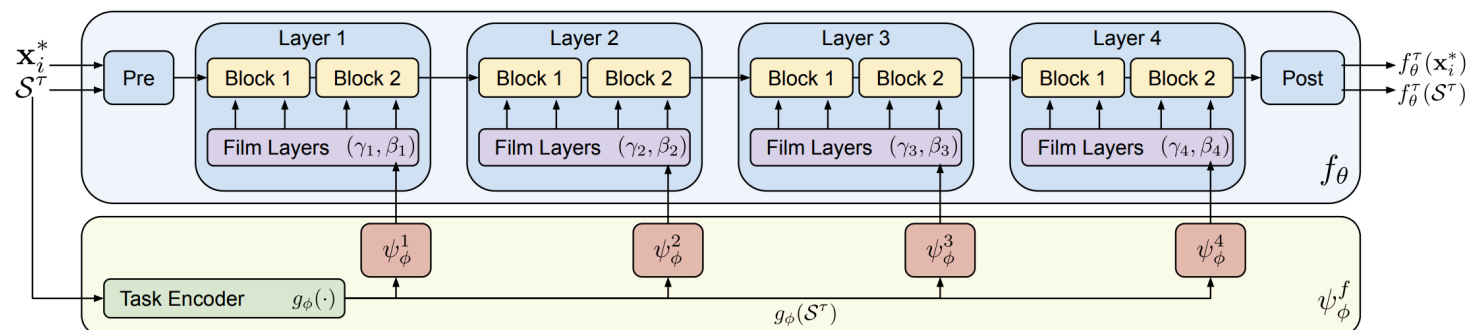 x*_i
S^τ
Pre
Layer 1
Block 1
Block 2
Film Layers (γ₁, β₁)
Layer 2
Block 1
Block 2
Film Layers (γ₂, β₂)
Layer 3
Block 1
Block 2
Film Layers (γ₃, β₃)
Layer 4
Block 1
Block 2
Film Layers (γ₄, β₄)
Post
f^τ_θ(x*_i)
f^τ_θ(S^τ)
f_θ
ψ^1_ϕ
ψ^2_ϕ
ψ^3_ϕ
ψ^4_ϕ
Task Encoder g_ϕ(·)
g_ϕ(S^τ)
ψ^f_ϕ